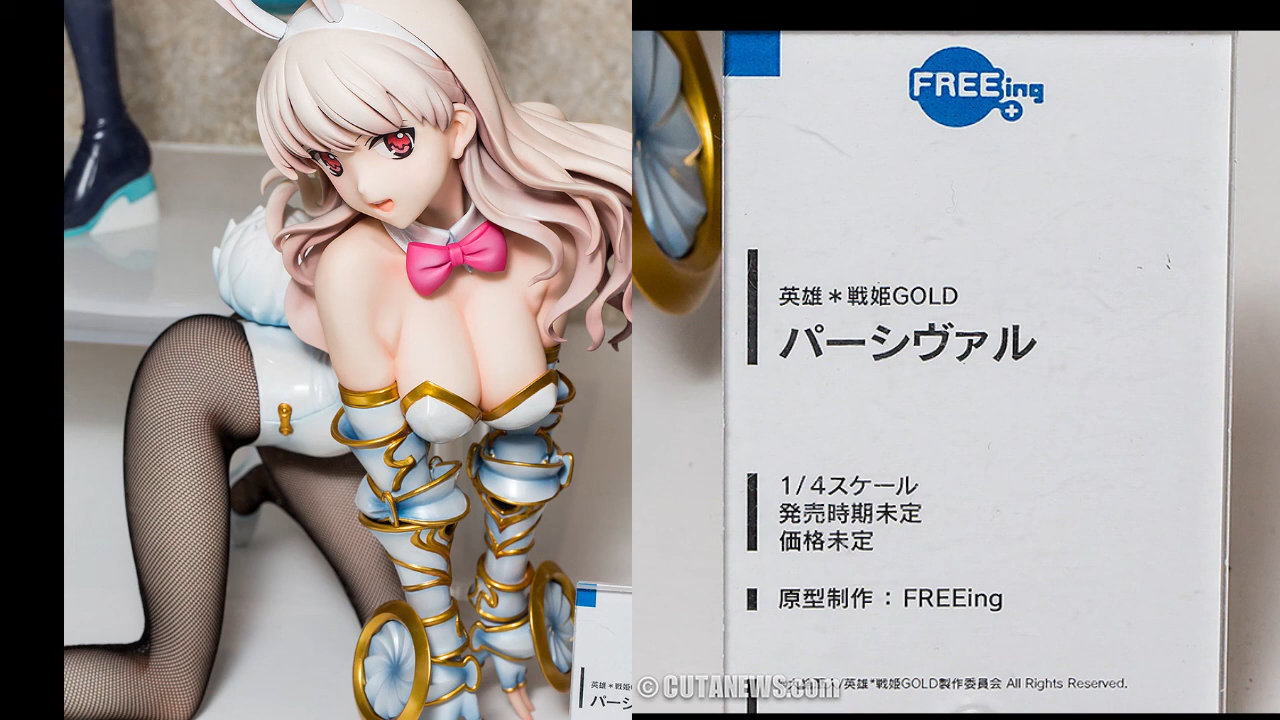 FREEing
英雄＊戦姫GOLD
パーシヴァル
1/4スケール
発売時期未定
価格未定
原型制作：FREEing
/英雄*戦姫GOLD製作委員会 All Rights Reserved.
英雄＊戦姫
パーシ
© CUTANEWS.COM